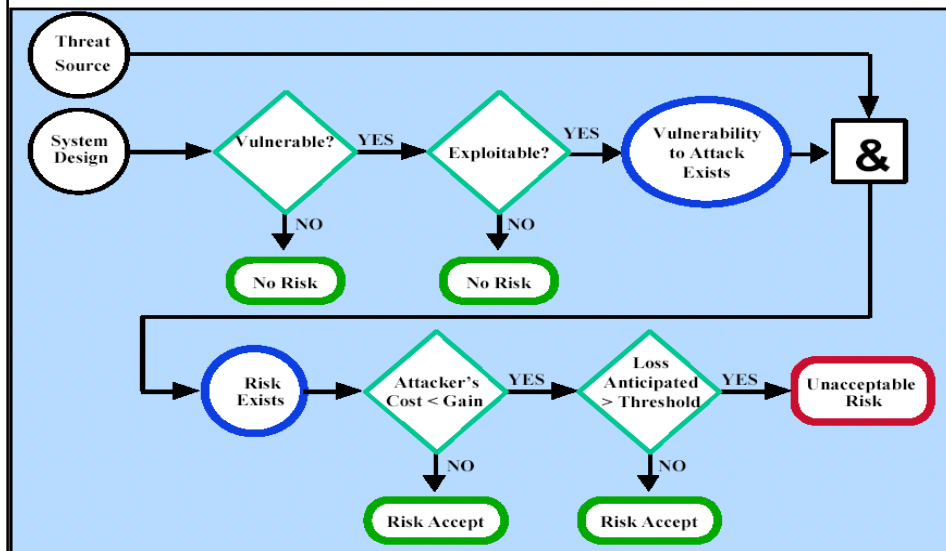 Threat
Source
System
Design
Vulnerable?
YES
Exploitable?
YES
Vulnerability
to Attack
Exists
&
NO
NO
No Risk
No Risk
Risk
Exists
Attacker's
Cost < Gain
YES
Loss
Anticipated
> Threshold
YES
Unacceptable
Risk
NO
NO
Risk Accept
Risk Accept